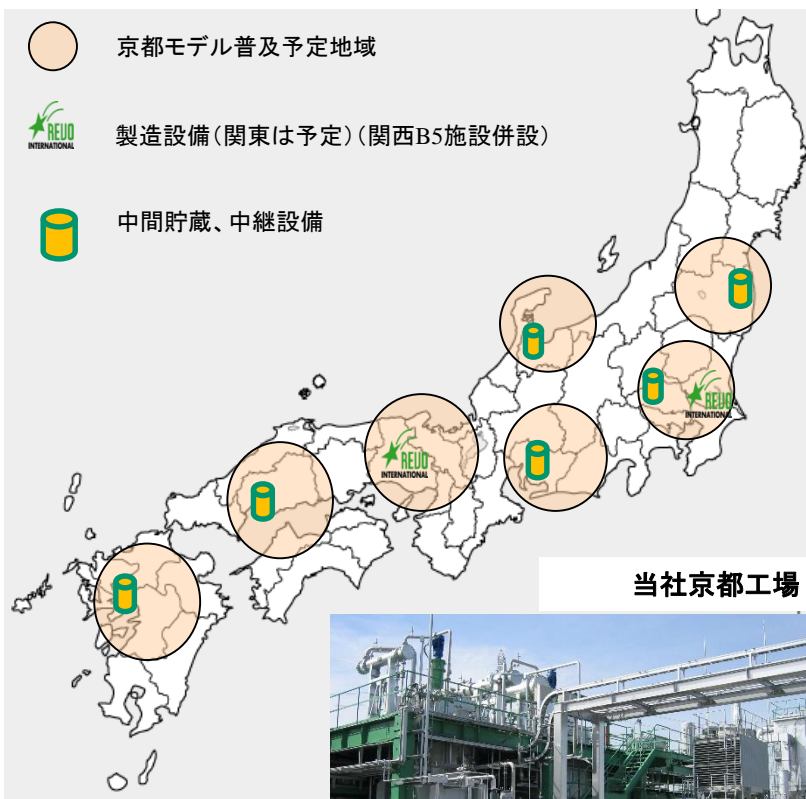 京都モデル普及予定地域
REVO
INTERNATIONAL
製造設備(関東は予定)(関西B5施設併設)
中間貯蔵、中継設備
REVO
INTERNATIONAL
REVO
INTERNATIONAL
当社京都工場